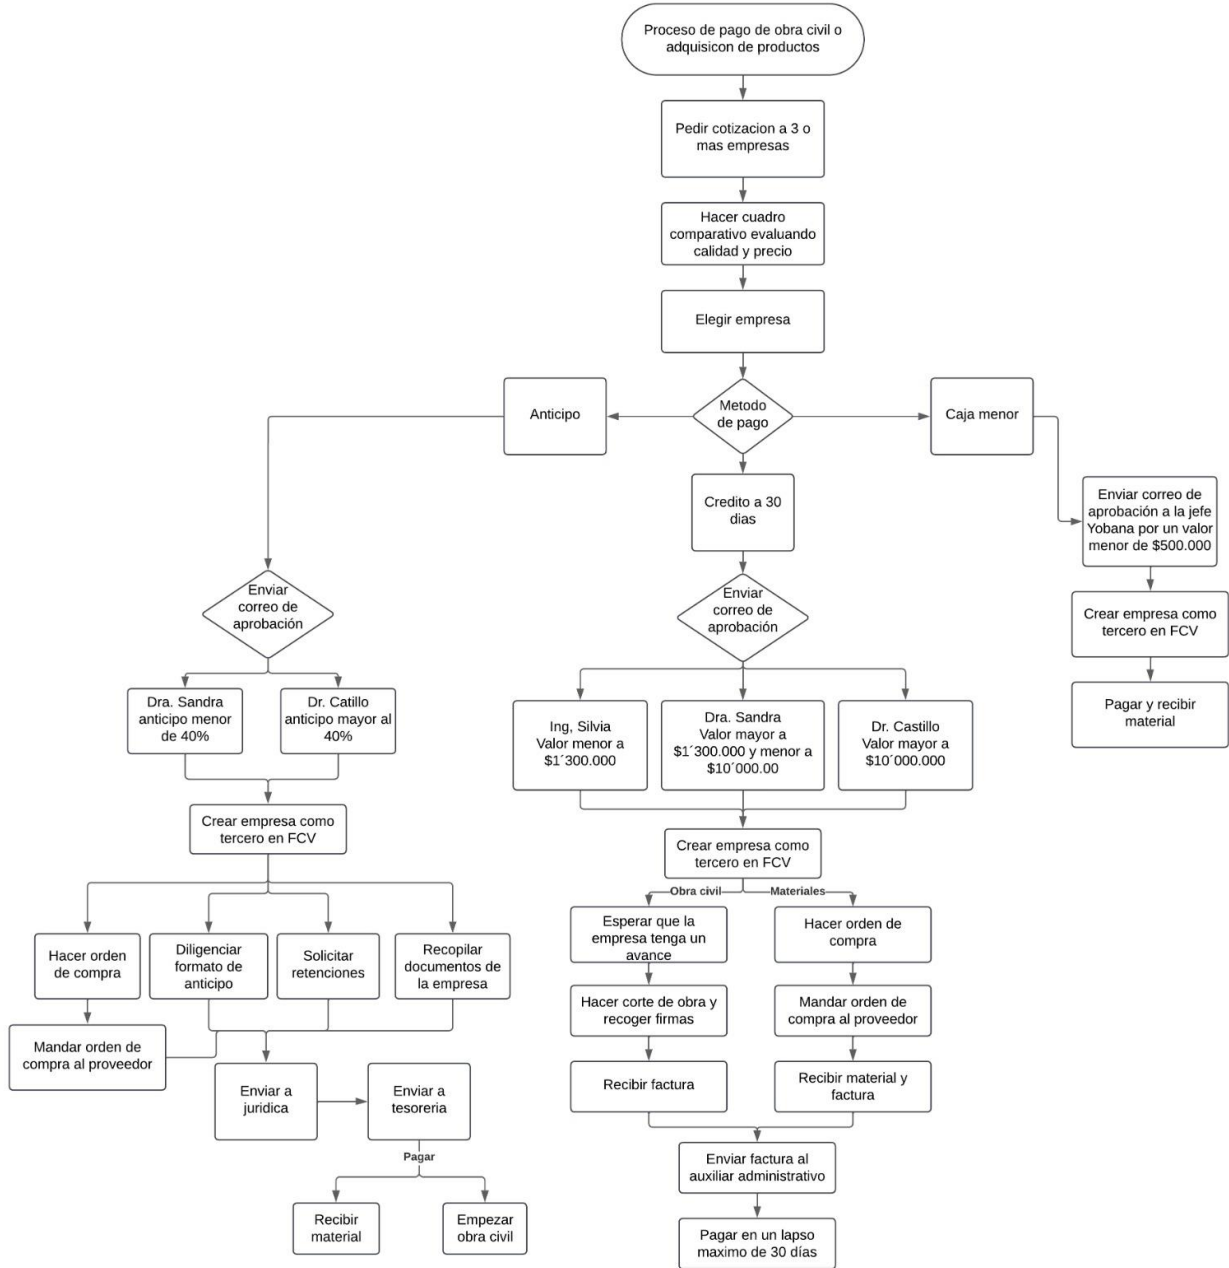 Proceso de pago de obra civil o
adquisicon de productos
Pedir cotizacion a 3 o
mas empresas
Hacer cuadro
comparativo evaluando
calidad y precio
Elegir empresa
Anticipo
Metodo
de pago
Caja menor
Credito a 30
dias
Enviar correo de
aprobación a la jefe
Yobana por un valor
menor de $500.000
Enviar
correo de
aprobación
Enviar
correo de
aprobación
Crear empresa como
tercero en FCV
Pagar y recibir
material
Dra. Sandra
anticipo menor
de 40%
Dr. Catillo
anticipo mayor al
40%
Ing, Silvia
Valor menor a
$1´300.000
Dra. Sandra
Valor mayor a
$1´300.000 y menor a
$10´000.00
Dr. Castillo
Valor mayor a
$10´000.000
Crear empresa como
tercero en FCV
Crear empresa como
tercero en FCV
Obra civil
Materiales
Hacer orden
de compra
Diligenciar
formato de
anticipo
Solicitar
retenciones
Recopilar
documentos de
la empresa
Esperar que la
empresa tenga un
avance
Hacer orden de
compra
Mandar orden de
compra al proveedor
Hacer corte de obra y
recoger firmas
Mandar orden de
compra al proveedor
Enviar a
juridica
Enviar a
tesoreria
Recibir factura
Recibir material y
factura
Pagar
Enviar factura al
auxiliar administrativo
Recibir
material
Empezar
obra civil
Pagar en un lapso
maximo de 30 días